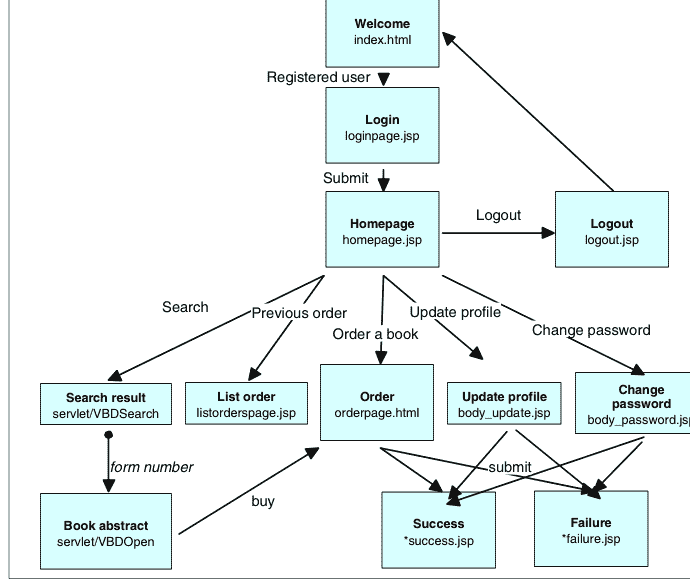 Welcome
index.html
Registered user
Login
loginpage.jsp
Submit
Homepage
homepage.jsp
Logout
Logout
logout.jsp
Search
Previous order
Order a book
Update profile
Change password
Search result
servlet/VBDSearch
List order
listorderspage.jsp
Order
orderpage.html
Update profile
body_update.jsp
Change
password
body_password.jsp
form number
submit
buy
Book abstract
servlet/VBDOpen
Success
*success.jsp
Failure
*failure.jsp